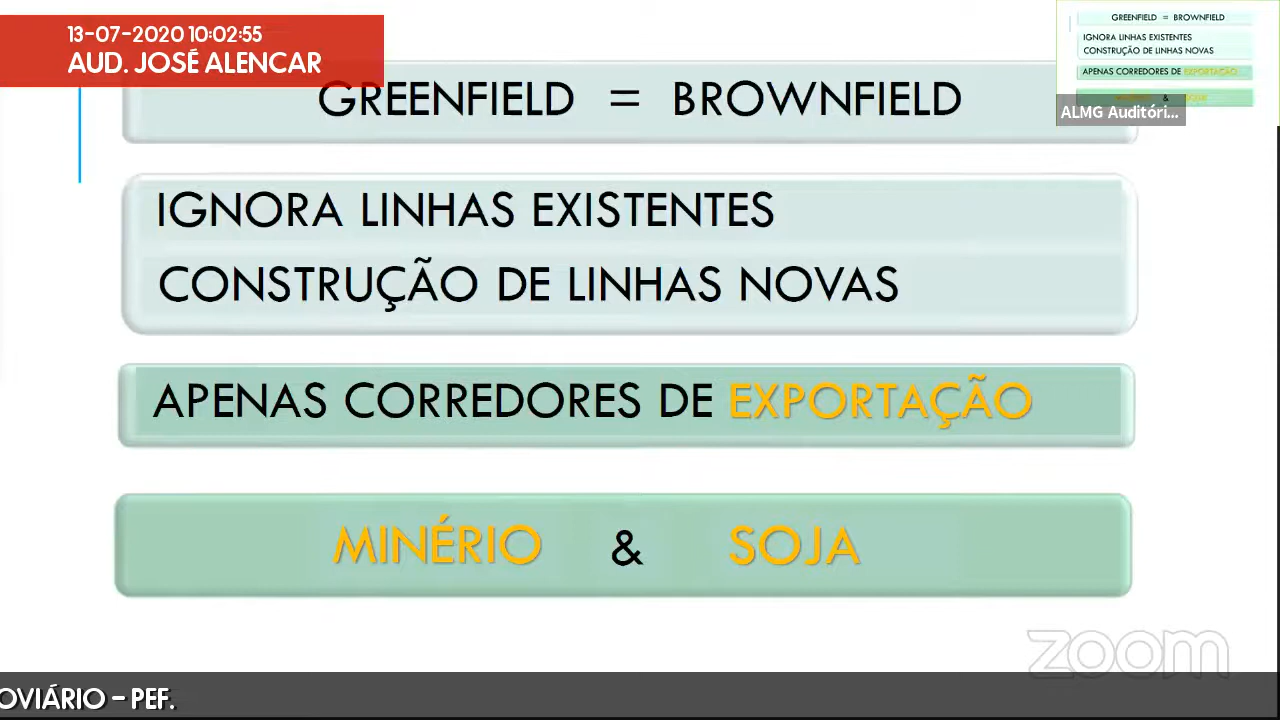 13-07-2020 10:02:55
AUD. JOSÉ ALENCAR
GREENFIELD = BROWNFIELD
IGNORA LINHAS EXISTENTES
CONSTRUÇÃO DE LINHAS NOVAS
APENAS CORREDORES DE EXPORTAÇÃO
MINÉRIO & SOJA
GREENFIELD = BROWNFIELD
IGNORA LINHAS EXISTENTES
CONSTRUÇÃO DE LINHAS NOVAS
APENAS CORREDORES DE EXPORTAÇÃO
MINÉRIO & SOJA
ALMG Auditóri...
zoom
OVIÁRIO – PEF.